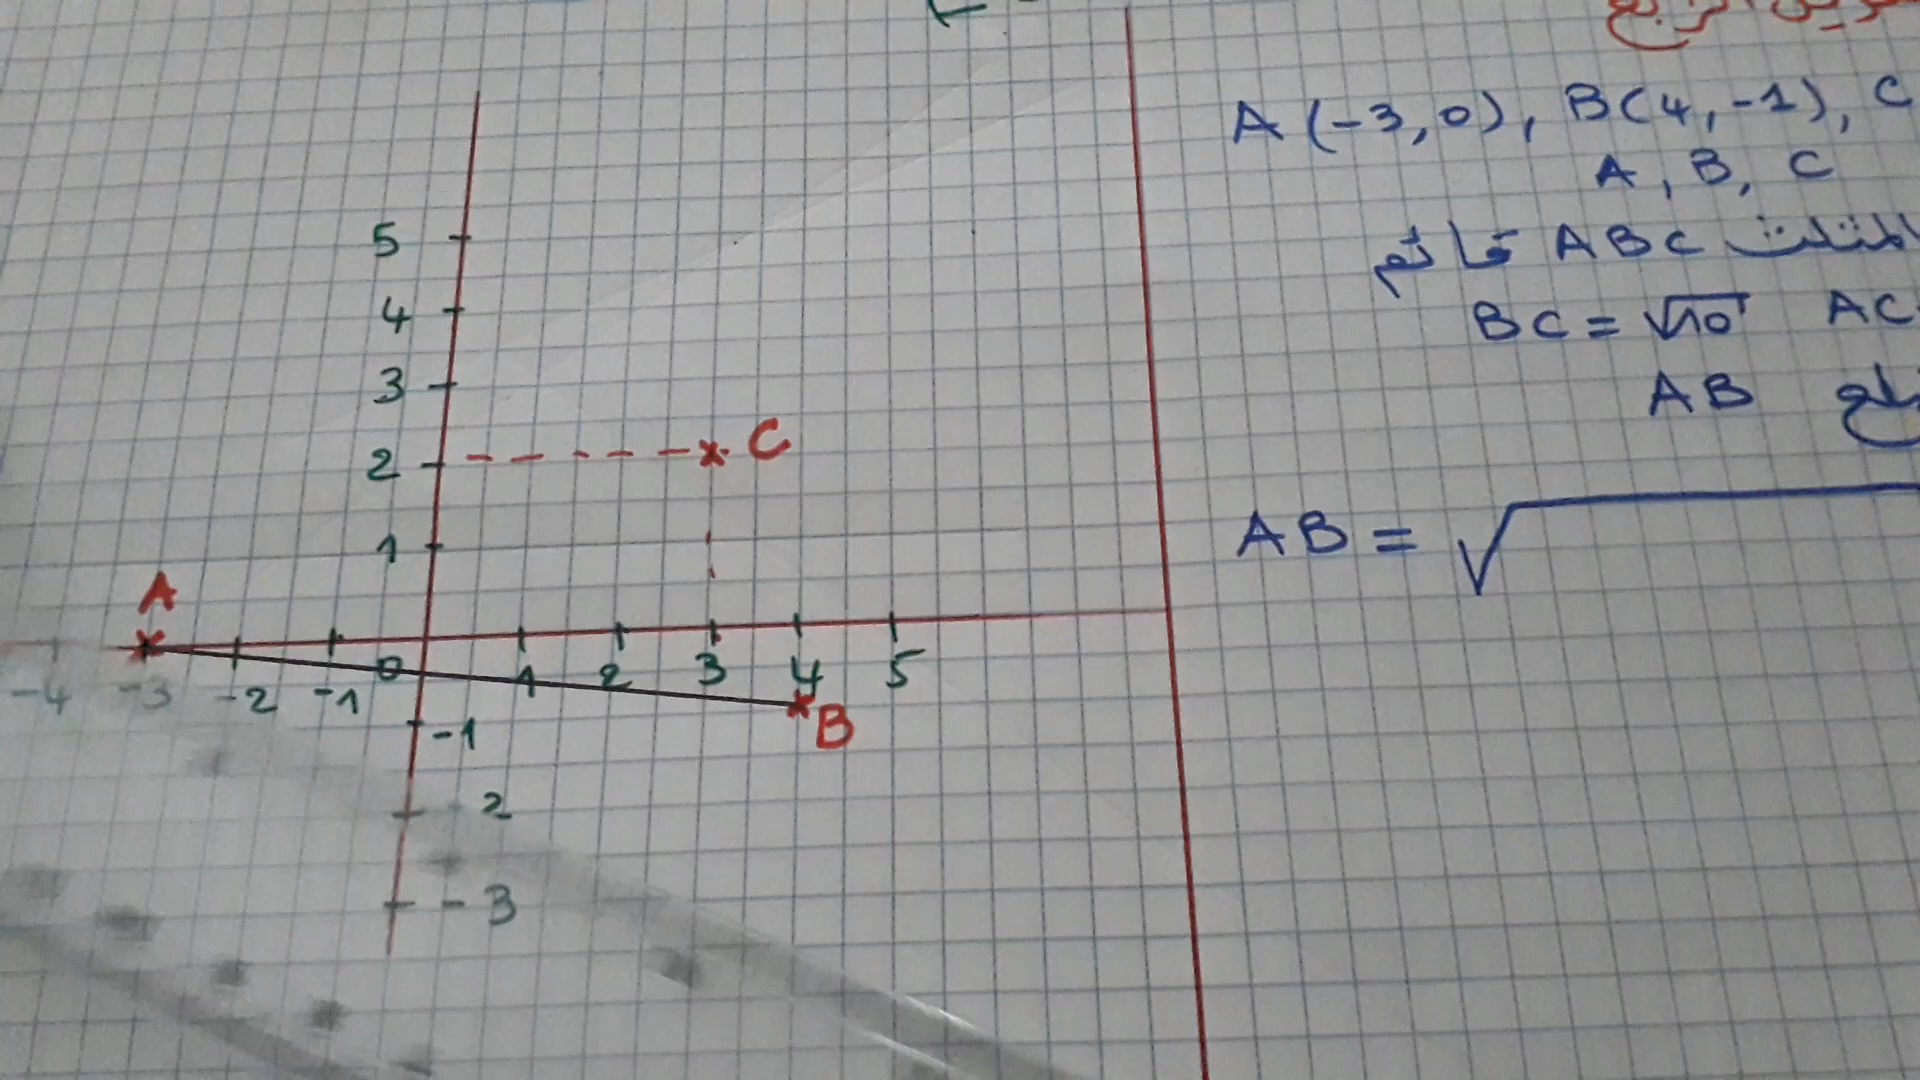 A (-3,0), B(4,-1), C
A, B, C
المثلث ABC قائم
BC = √10 AC
AB
AB = √
5
4
3
2
C
1
A
-4 -3 -2 -1 0 1 2 3 4 5
B
-1
-2
-3